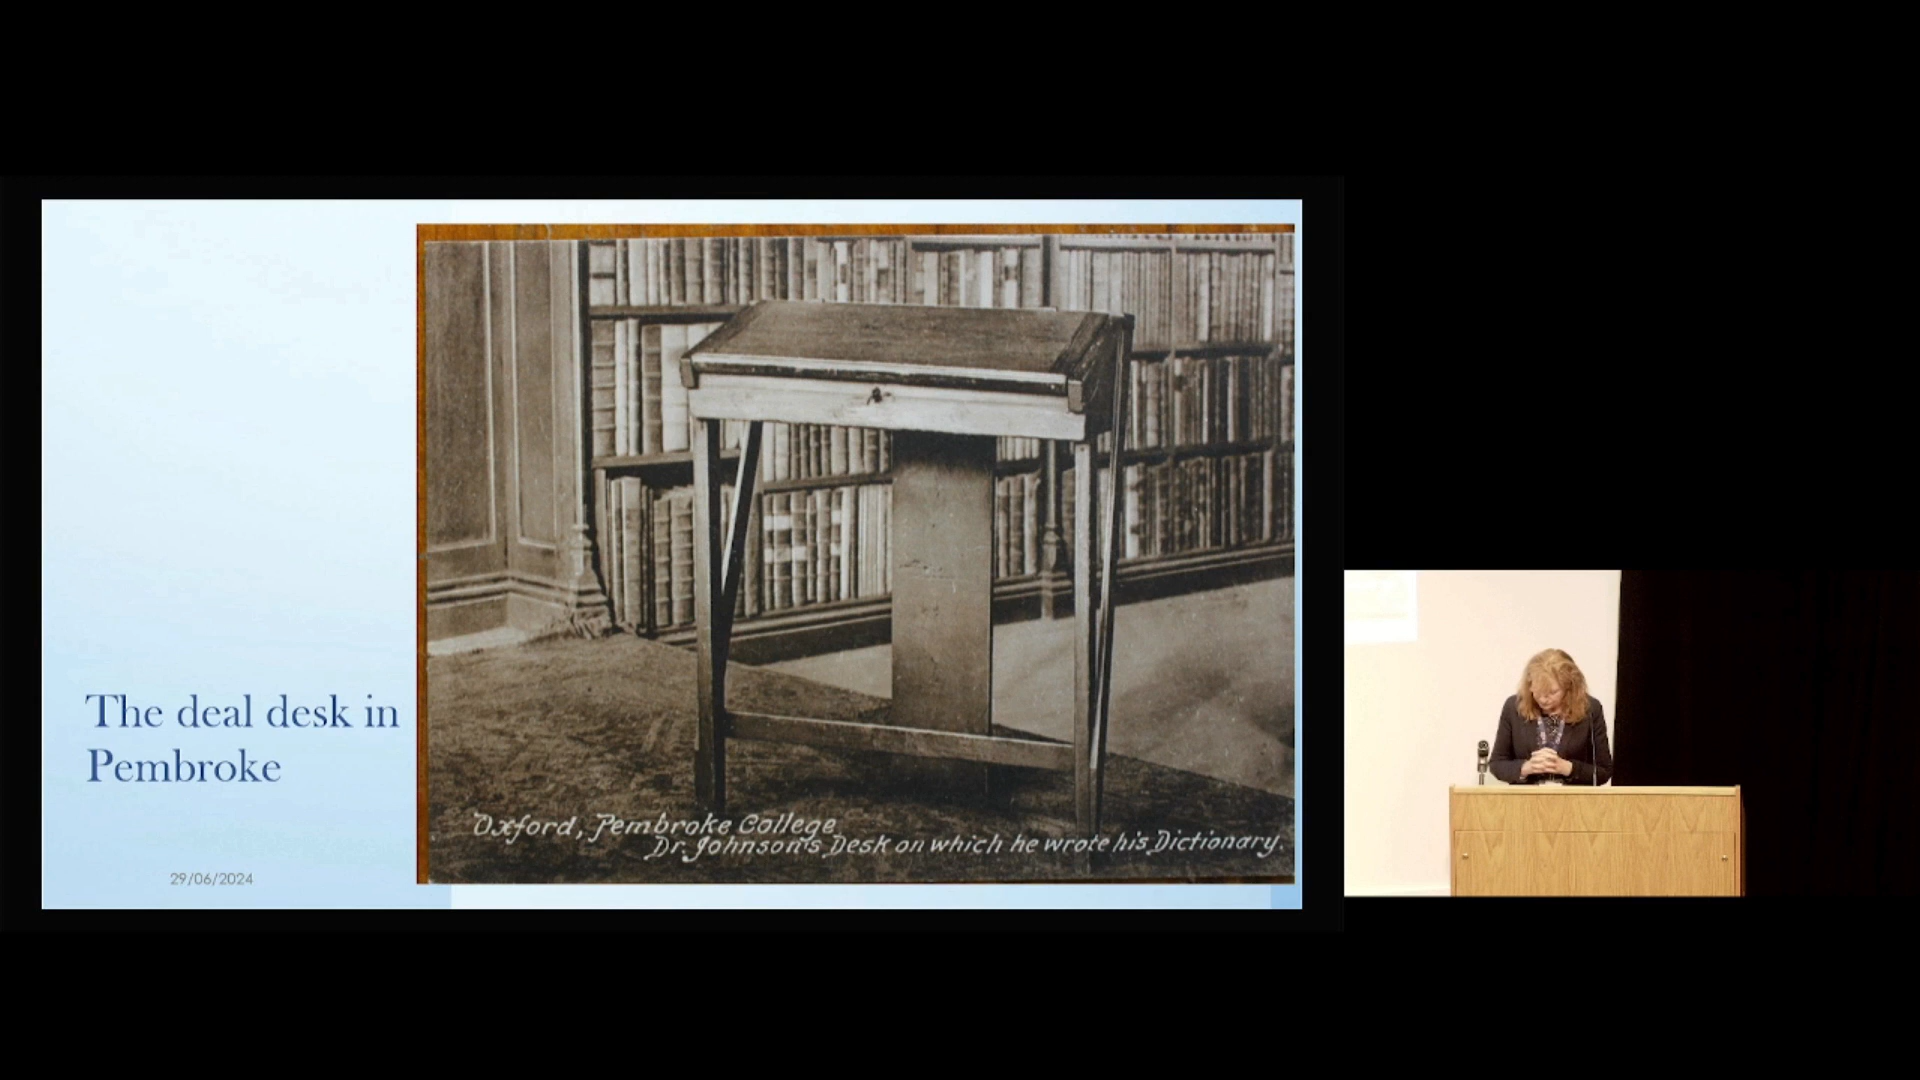 The deal desk in
Pembroke
29/06/2024
Oxford, Pembroke College
Dr. Johnson's Desk on which he wrote his Dictionary.